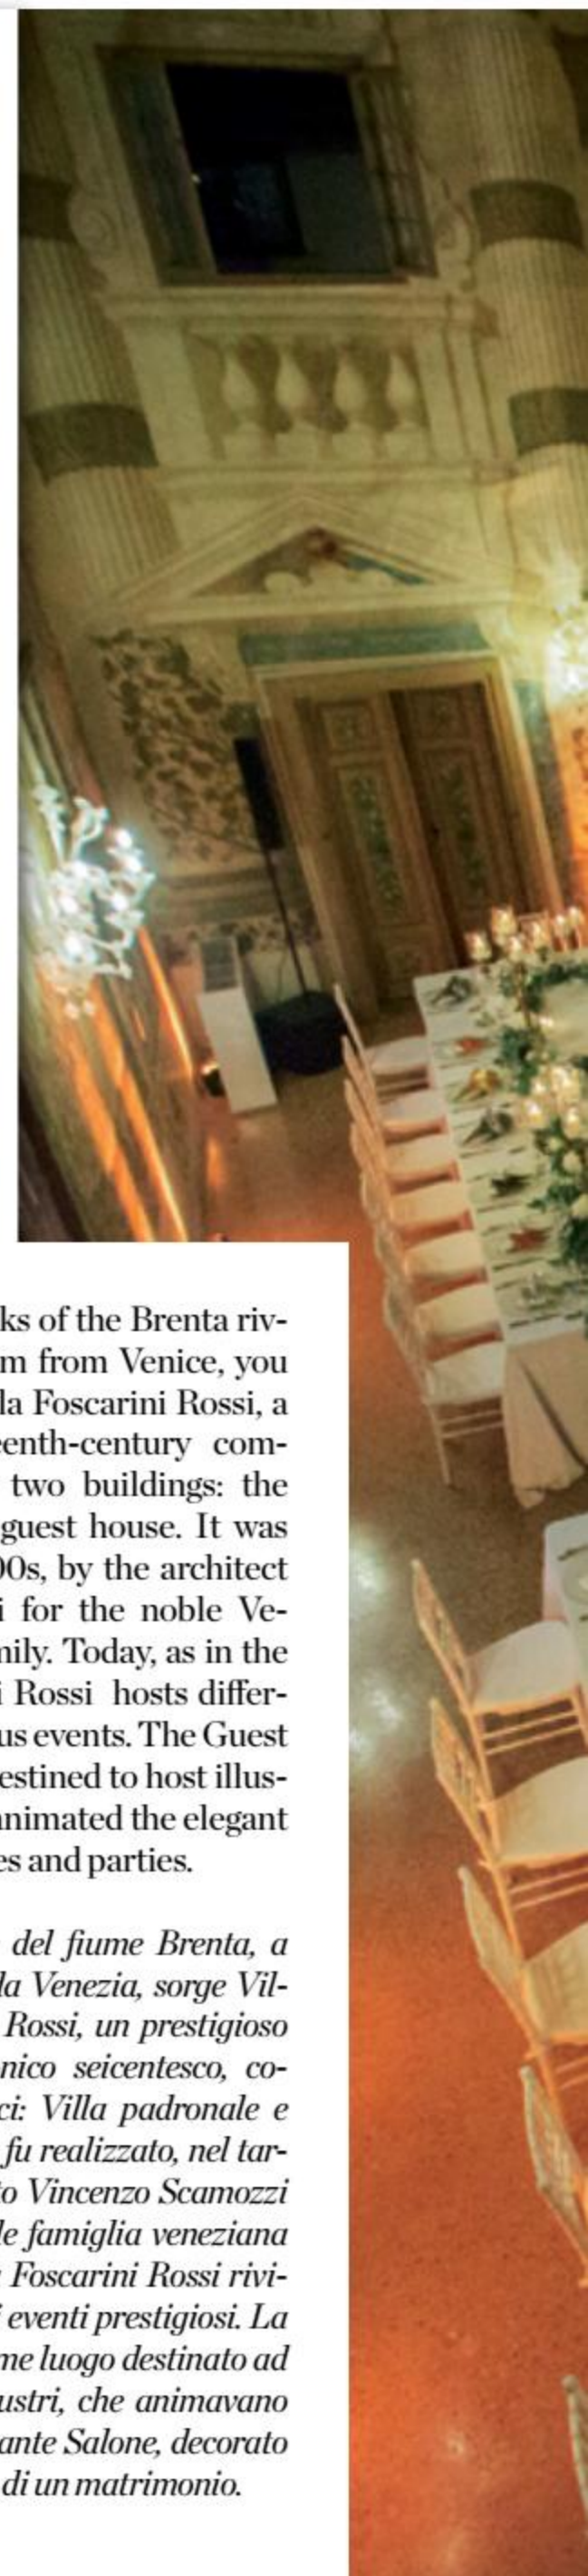 ks of the Brenta riv-
m from Venice, you
la Foscarini Rossi, a
eenth-century com-
two buildings: the
guest house. It was
00s, by the architect
i for the noble Ve-
mily. Today, as in the
i Rossi hosts differ-
us events. The Guest
estined to host illus-
animated the elegant
es and parties.
del fiume Brenta, a
da Venezia, sorge Vil-
Rossi, un prestigioso
nico seicentesco, co-
ci: Villa padronale e
fu realizzato, nel tar-
to Vincenzo Scamozzi
le famiglia veneziana
a Foscarini Rossi rivi-
i eventi prestigiosi. La
me luogo destinato ad
ustri, che animavano
ante Salone, decorato
di un matrimonio.